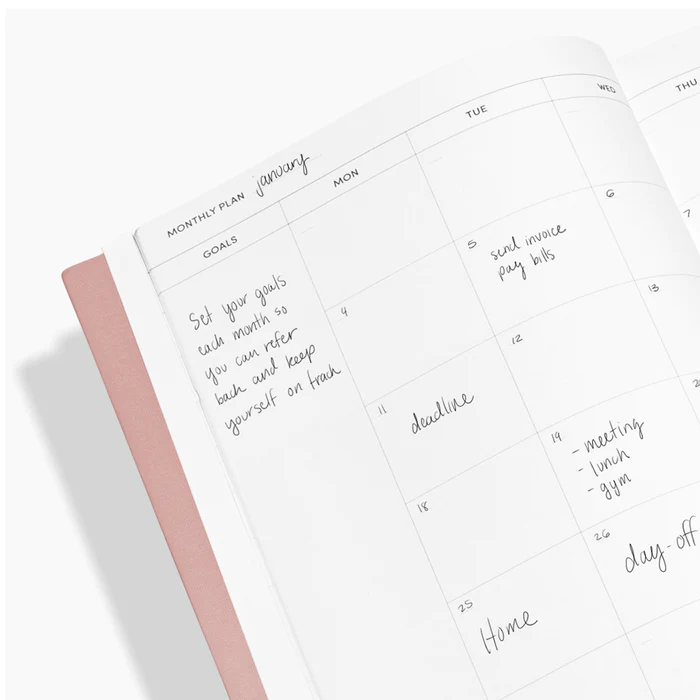 MONTHLY PLAN january
GOALS
MON
TUE
WED
THU
Set your goals
each month so
you can refer
back and keep
yourself on track
4
5
send invoice
pay bills
6
7
11
deadline
12
13
18
19
- meeting
- lunch
- gym
25
Home
26
day-off